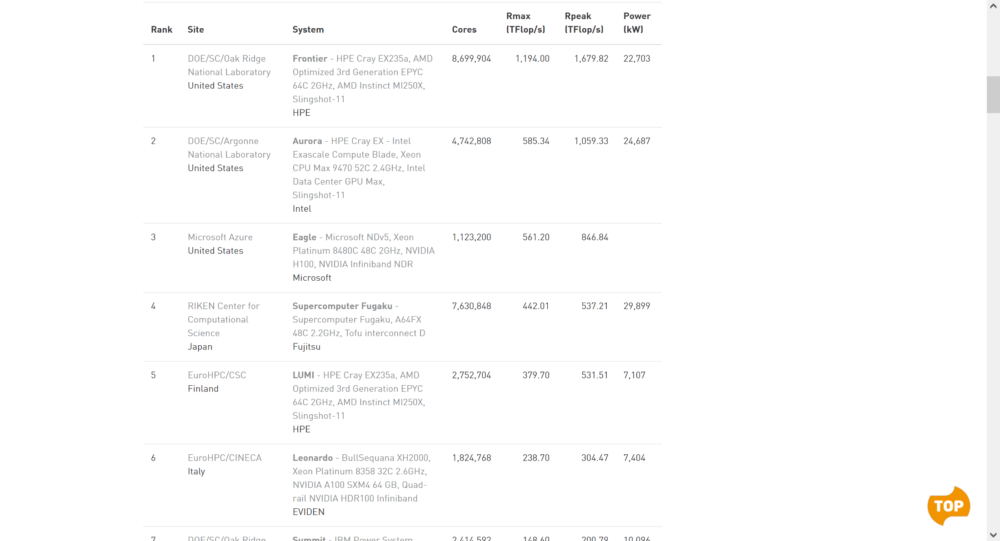 Rank Site System Cores Rmax (TFlop/s) Rpeak (TFlop/s) Power (kW)
1 DOE/SC/Oak Ridge Frontier - HPE Cray EX235a, AMD 8,699,904 1,194.00 1,679.82 22,703
National Laboratory Optimized 3rd Generation EPYC
United States 64C 2GHz, AMD Instinct MI250X,
Slingshot-11
HPE
2 DOE/SC/Argonne Aurora - HPE Cray EX - Intel 4,742,808 585.34 1,059.33 24,687
National Laboratory Exascale Compute Blade, Xeon
United States CPU Max 9470 52C 2.4GHz, Intel
Data Center GPU Max,
Slingshot-11
Intel
3 Microsoft Azure Eagle - Microsoft NDv5, Xeon 1,123,200 561.20 846.84
United States Platinum 8480C 48C 2GHz, NVIDIA
H100, NVIDIA Infiniband NDR
Microsoft
4 RIKEN Center for Supercomputer Fugaku - 7,630,848 442.01 537.21 29,899
Computational Supercomputer Fugaku, A64FX
Science 48C 2.2GHz, Tofu interconnect D
Japan Fujitsu
5 EuroHPC/CSC LUMI - HPE Cray EX235a, AMD 2,752,704 379.70 531.51 7,107
Finland Optimized 3rd Generation EPYC
64C 2GHz, AMD Instinct MI250X,
Slingshot-11
HPE
6 EuroHPC/CINECA Leonardo - BullSequana XH2000, 1,824,768 238.70 304.47 7,404
Italy Xeon Platinum 8358 32C 2.6GHz,
NVIDIA A100 SXM4 64 GB, Quad-
rail NVIDIA HDR100 Infiniband
EVIDEN
7 DOE/SC/Oak Ridge Summit - IBM Power System 2,414,592 148.60 200.79 10,096
TOP